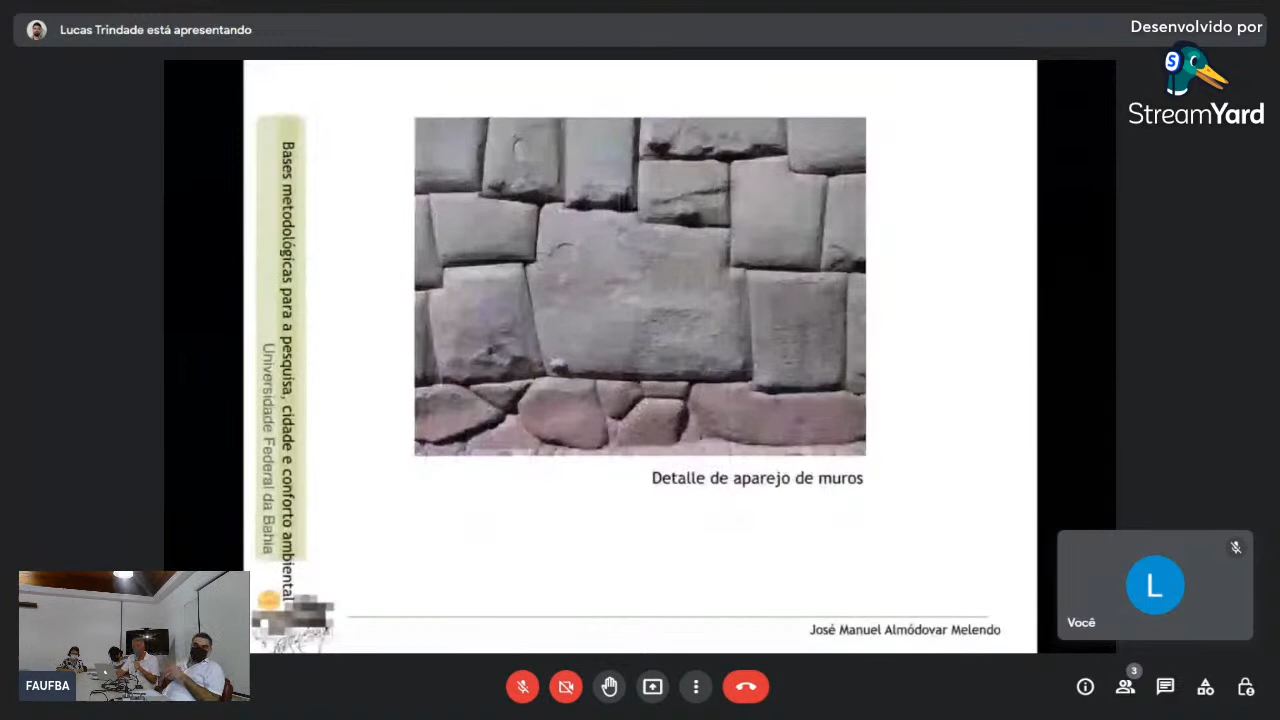 Lucas Trindade está apresentando
Desenvolvido por
S
StreamYard
Bases metodológicas para a pesquisa, cidade e conforto ambiental
Universidade Federal da Bahia
Detalle de aparejo de muros
José Manuel Almódovar Melendo
L
Você
FAUFBA
3